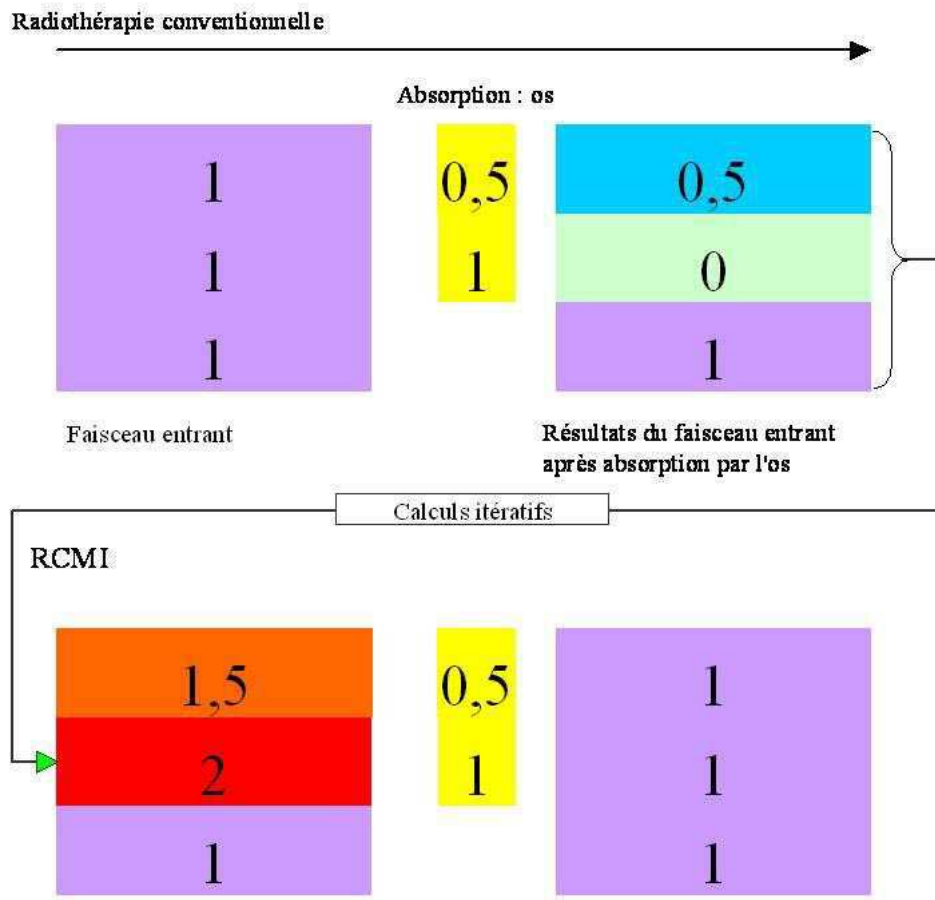 Radiothérapie conventionnelle
Absorption : os
1 0,5 0,5
1 1 0
1 1
Faisceau entrant
Résultats du faisceau entrant
après absorption par l'os
Calculs itératifs
RCMI
1,5 0,5 1
2 1 1
1 1